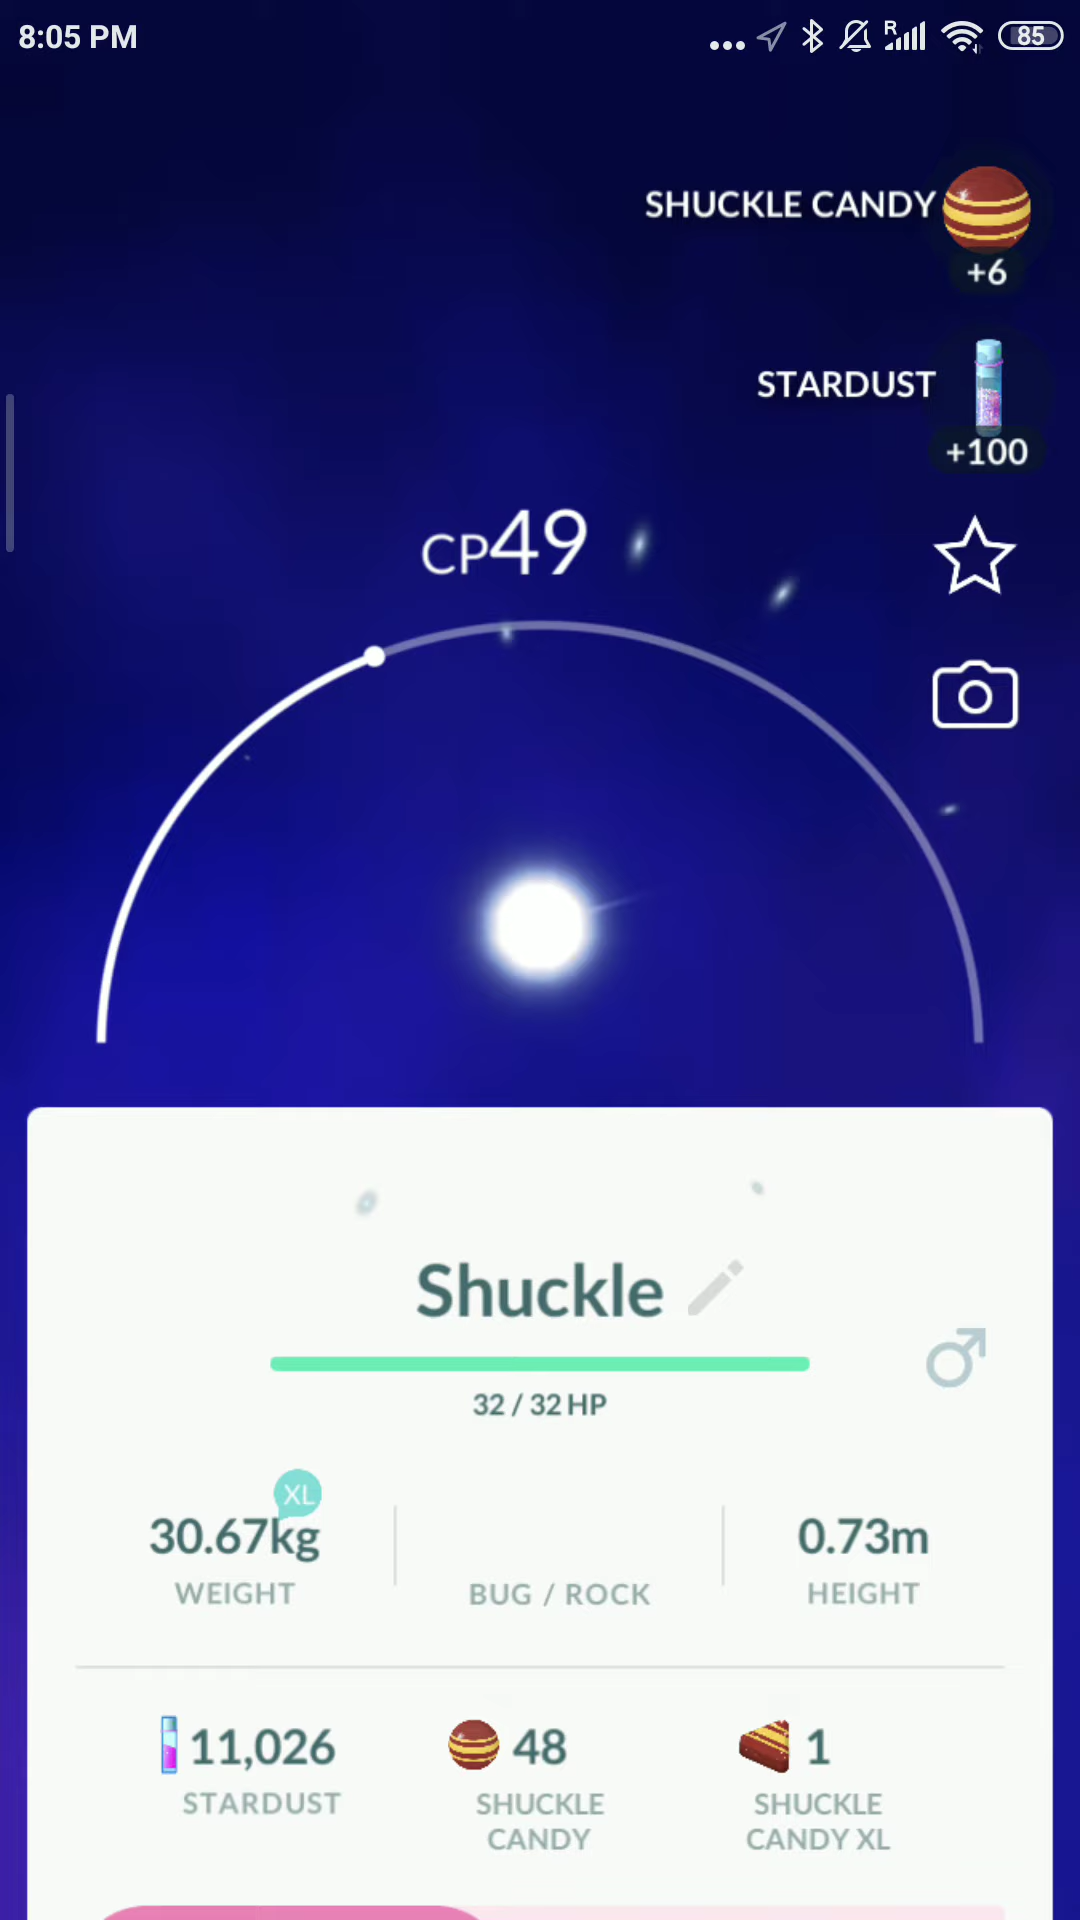 8:05 PM
R
85
SHUCKLE CANDY
+6
STARDUST
+100
CP49
Shuckle
32 / 32 HP
XL
30.67kg
WEIGHT
BUG / ROCK
0.73m
HEIGHT
11,026
STARDUST
48
SHUCKLE
CANDY
1
SHUCKLE
CANDY XL